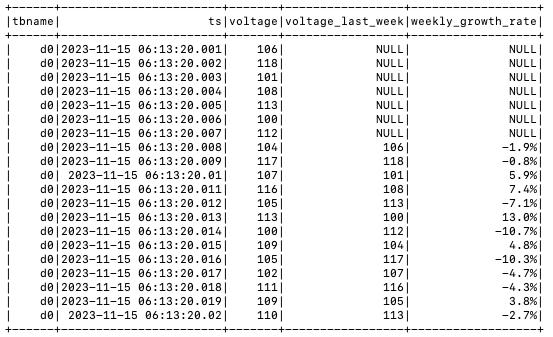 +------+-----------------------+-------+-----------------+------------------+
|tbname|                     ts|voltage|voltage_last_week|weekly_growth_rate|
+------+-----------------------+-------+-----------------+------------------+
|    d0|2023-11-15 06:13:20.001|    106|             NULL|              NULL|
|    d0|2023-11-15 06:13:20.002|    118|             NULL|              NULL|
|    d0|2023-11-15 06:13:20.003|    101|             NULL|              NULL|
|    d0|2023-11-15 06:13:20.004|    108|             NULL|              NULL|
|    d0|2023-11-15 06:13:20.005|    113|             NULL|              NULL|
|    d0|2023-11-15 06:13:20.006|    100|             NULL|              NULL|
|    d0|2023-11-15 06:13:20.007|    112|             NULL|              NULL|
|    d0|2023-11-15 06:13:20.008|    104|              106|             -1.9%|
|    d0|2023-11-15 06:13:20.009|    117|              118|             -0.8%|
|    d0| 2023-11-15 06:13:20.01|    107|              101|              5.9%|
|    d0|2023-11-15 06:13:20.011|    116|              108|              7.4%|
|    d0|2023-11-15 06:13:20.012|    105|              113|             -7.1%|
|    d0|2023-11-15 06:13:20.013|    113|              100|             13.0%|
|    d0|2023-11-15 06:13:20.014|    100|              112|            -10.7%|
|    d0|2023-11-15 06:13:20.015|    109|              104|              4.8%|
|    d0|2023-11-15 06:13:20.016|    105|              117|            -10.3%|
|    d0|2023-11-15 06:13:20.017|    102|              107|             -4.7%|
|    d0|2023-11-15 06:13:20.018|    111|              116|             -4.3%|
|    d0|2023-11-15 06:13:20.019|    109|              105|              3.8%|
|    d0| 2023-11-15 06:13:20.02|    110|              113|             -2.7%|
+------+-----------------------+-------+-----------------+------------------+